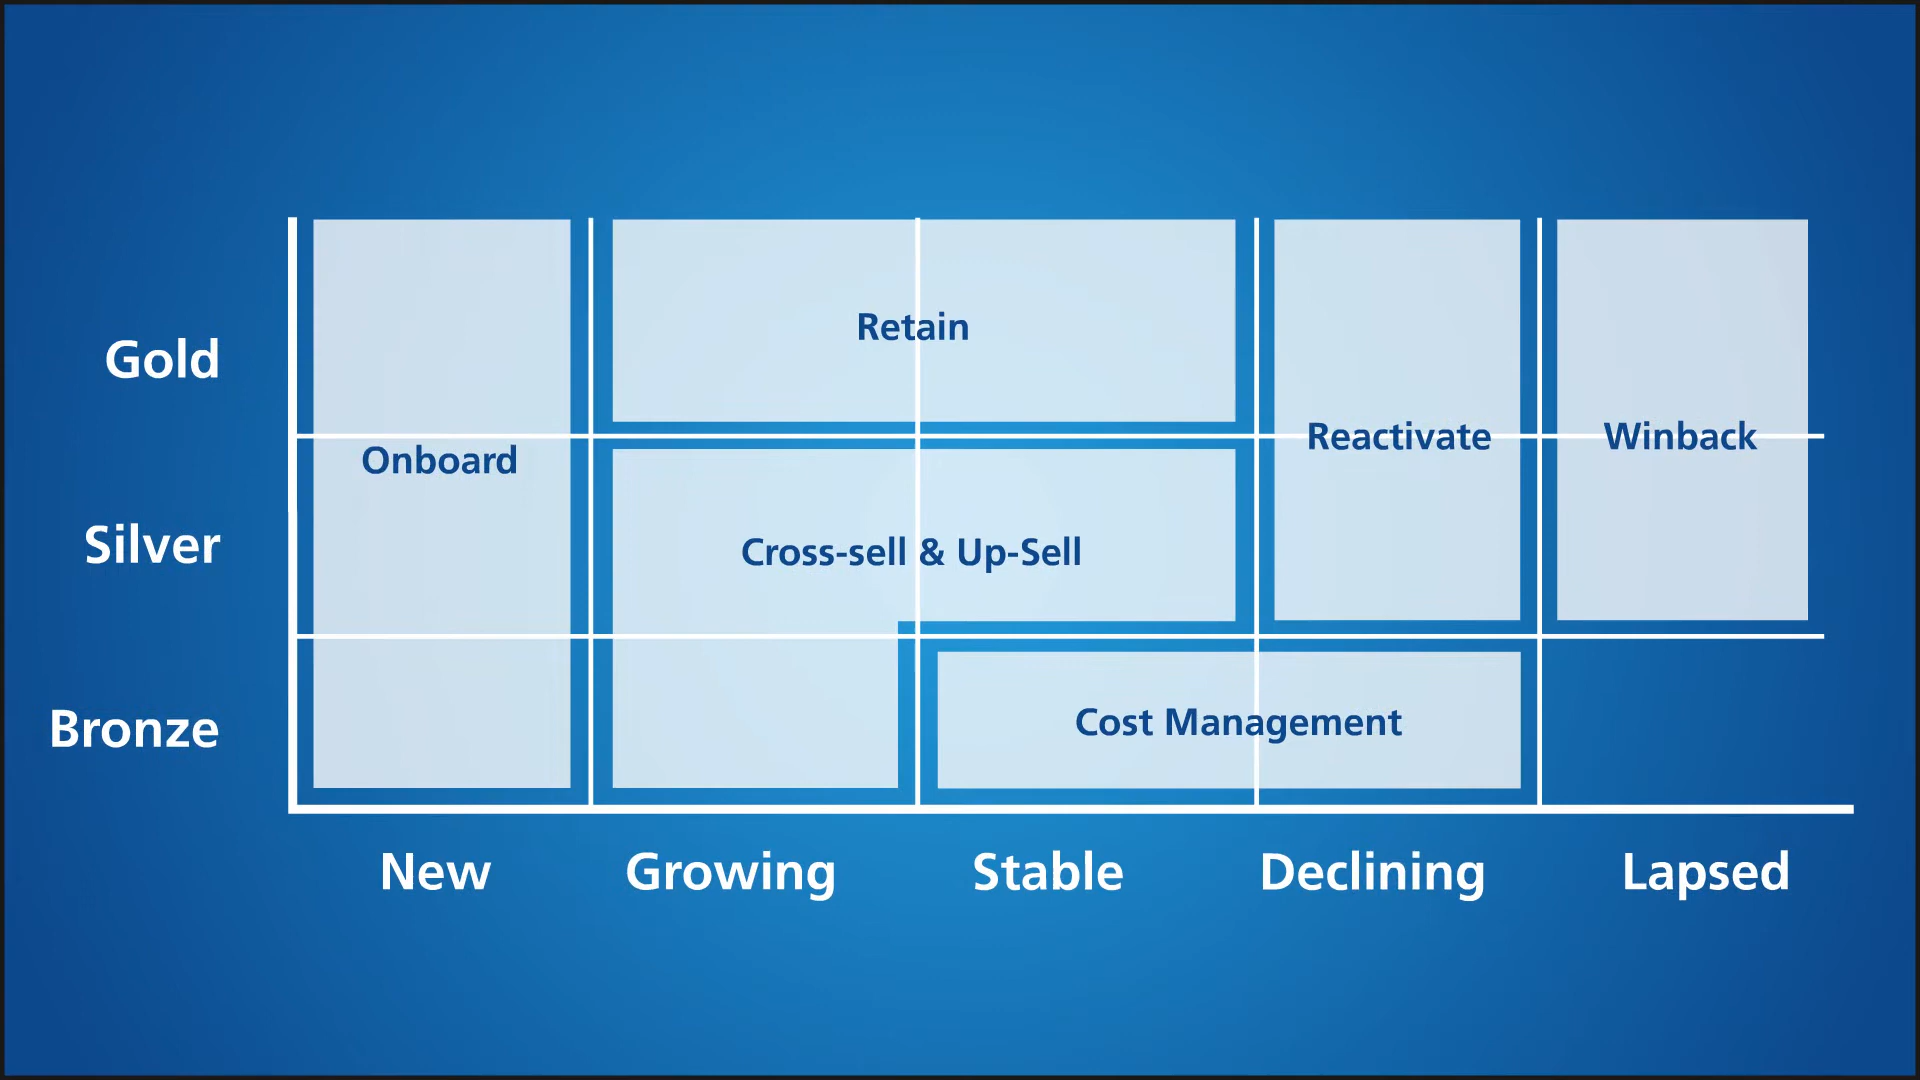 Gold
Silver
Bronze
Onboard
Retain
Cross-sell & Up-Sell
Reactivate
Winback
Cost Management
New
Growing
Stable
Declining
Lapsed